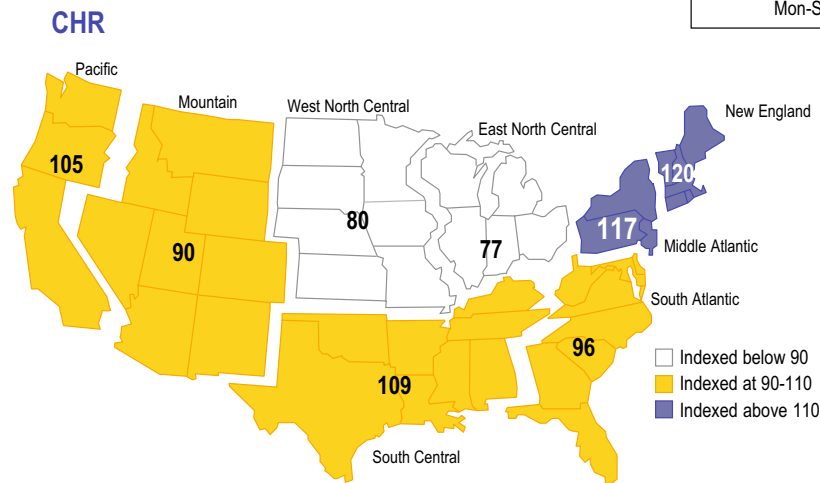 Mon-S
CHR
Pacific
Mountain
West North Central
East North Central
New England
105
120
80
117
77
90
Middle Atlantic
South Atlantic
96
109
South Central
Indexed below 90
Indexed at 90-110
Indexed above 110